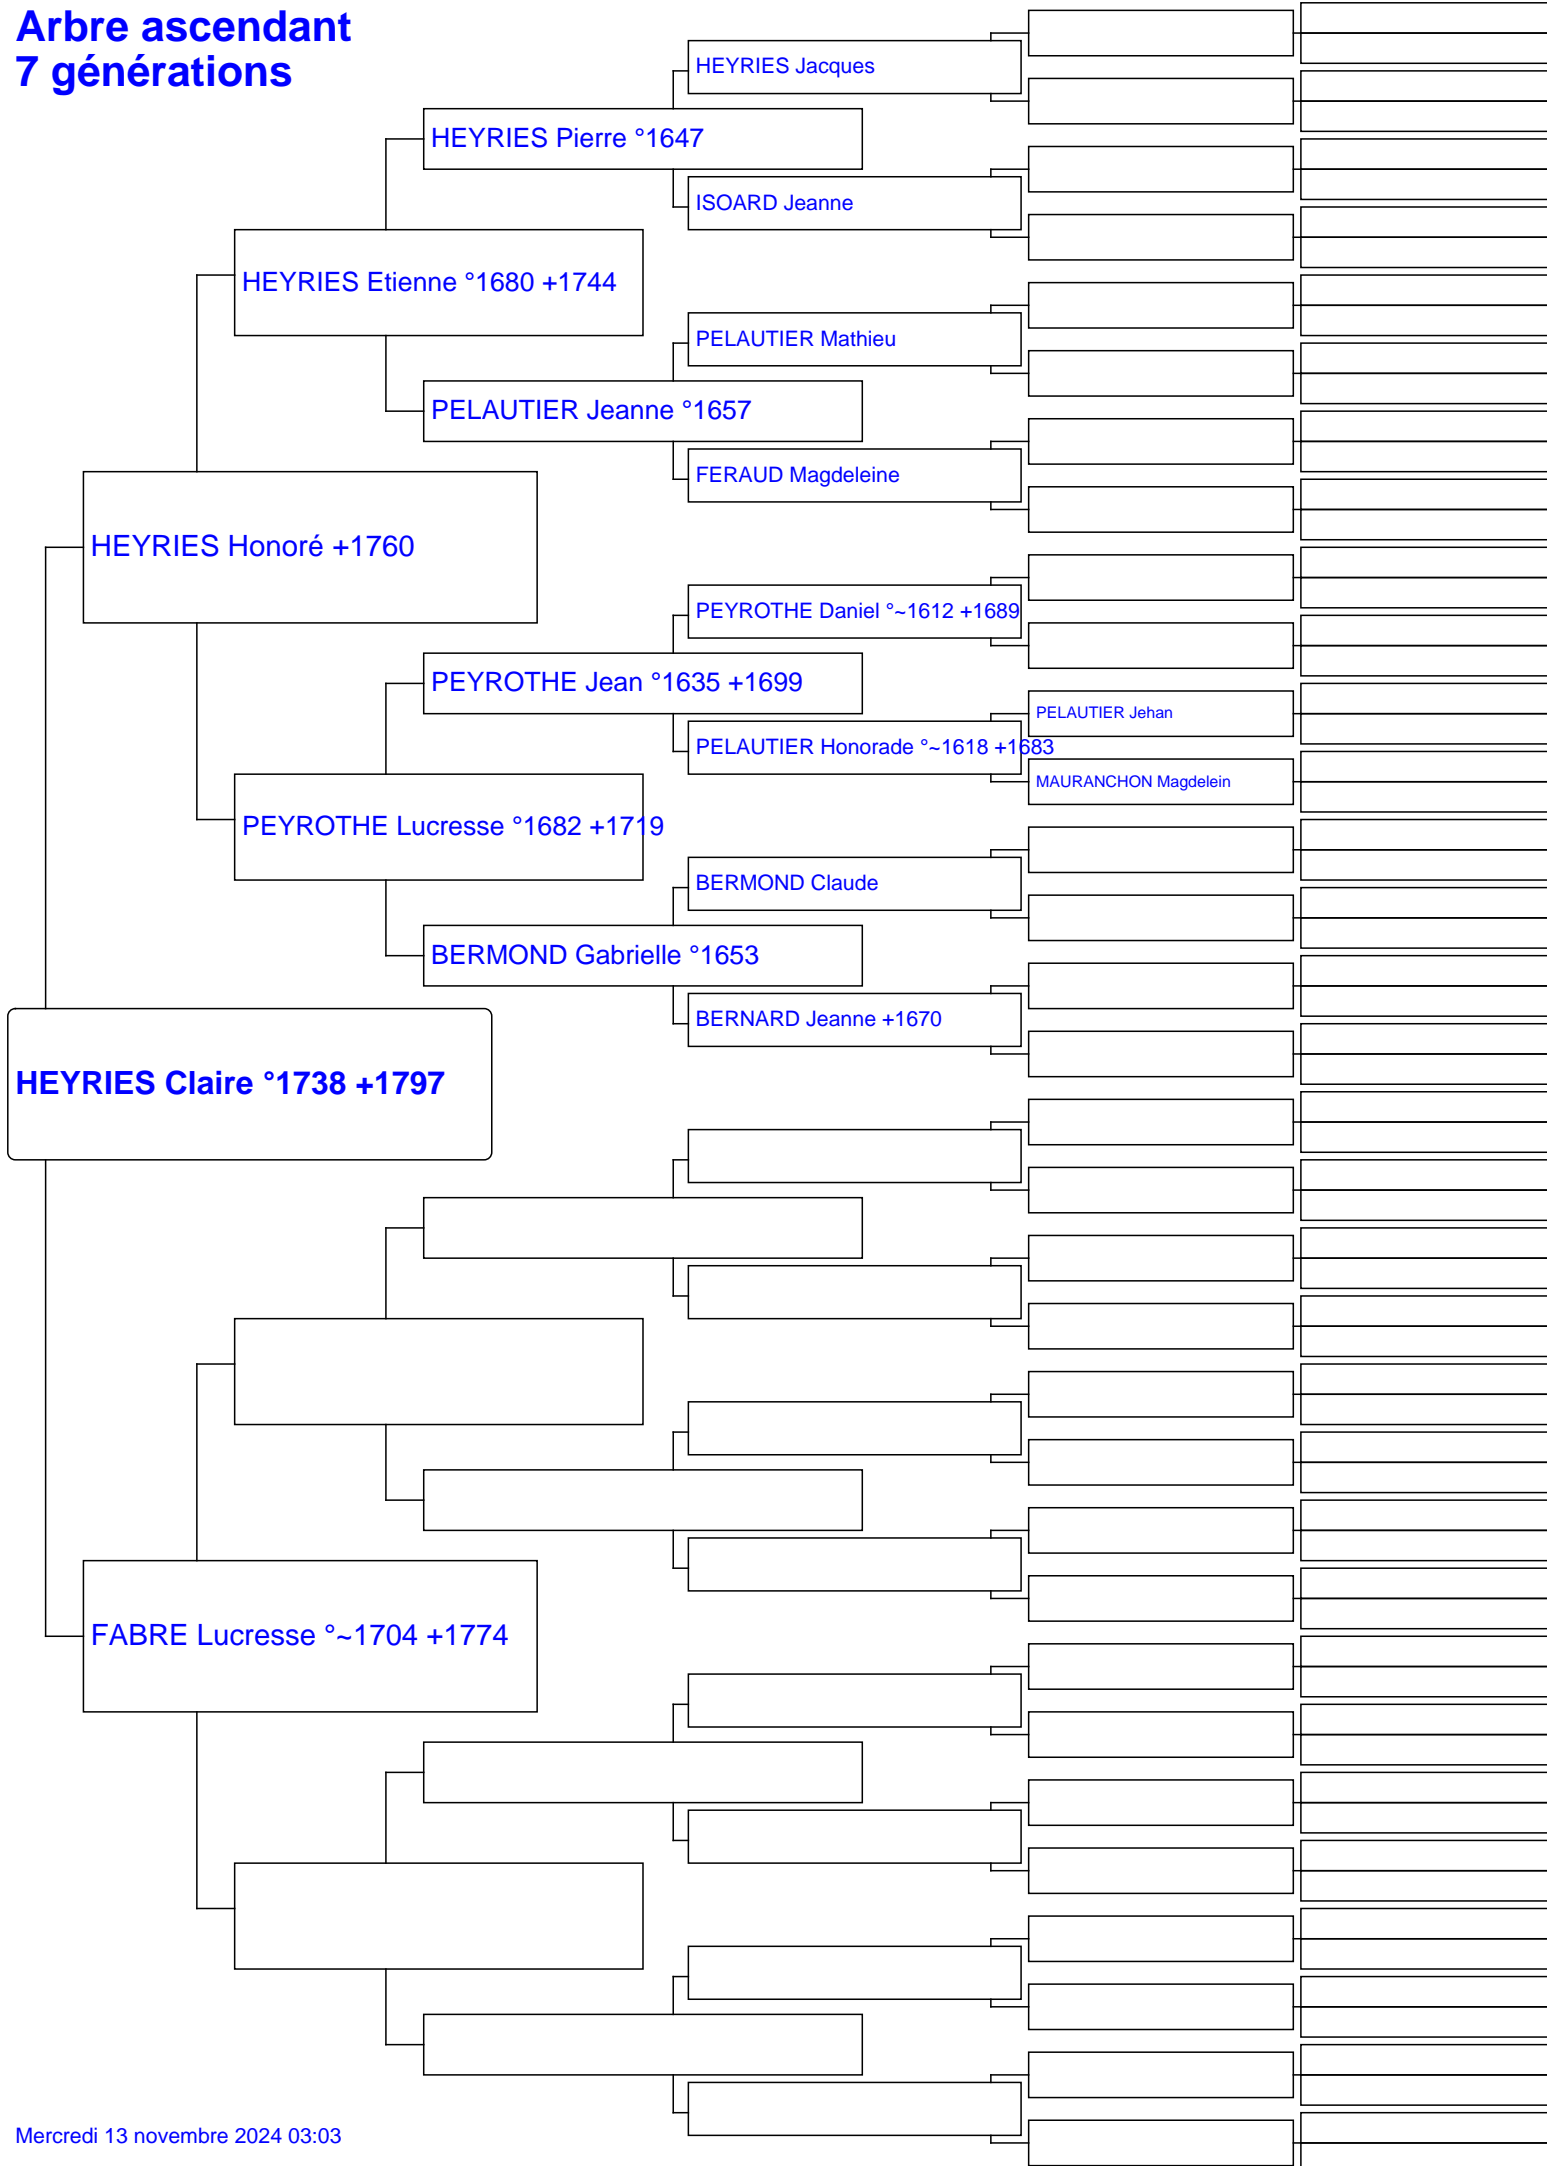 Arbre ascendant
7 générations
HEYRIES Jacques
HEYRIES Pierre °1647
ISOARD Jeanne
HEYRIES Etienne °1680 +1744
PELAUTIER Mathieu
PELAUTIER Jeanne °1657
FERAUD Magdeleine
HEYRIES Honoré +1760
PEYROTHE Daniel °~1612 +1689
PEYROTHE Jean °1635 +1699
PELAUTIER Jehan
PELAUTIER Honorade °~1618 +1683
MAURANCHON Magdelein
PEYROTHE Lucresse °1682 +1719
BERMOND Claude
BERMOND Gabrielle °1653
BERNARD Jeanne +1670
HEYRIES Claire °1738 +1797
FABRE Lucresse °~1704 +1774
Mercredi 13 novembre 2024 03:03